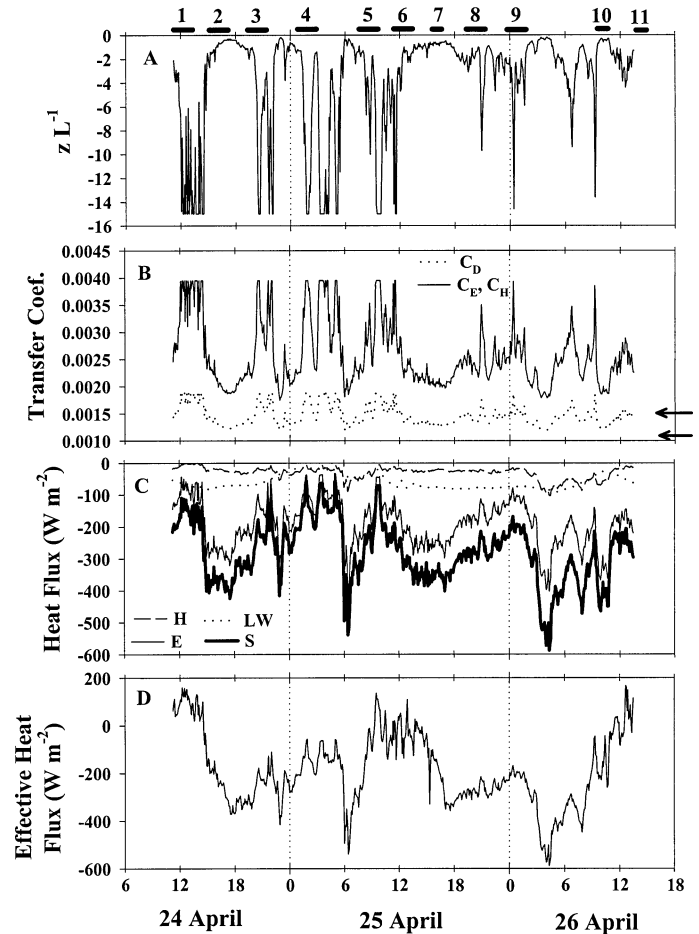 1 2 3 4 5 6 7 8 9 10 11
A
z L-1
0
-2
-4
-6
-8
-10
-12
-14
-16
B
Transfer Coef.
0.0045
0.0040
0.0035
0.0030
0.0025
0.0020
0.0015
0.0010
CD
CE, CH
C
Heat Flux (W m-2)
0
-100
-200
-300
-400
-500
-600
H LW
E S
D
Effective Heat
Flux (W m-2)
200
0
-200
-400
-600
6 12 18 0 6 12 18 0 6 12 18
24 April 25 April 26 April